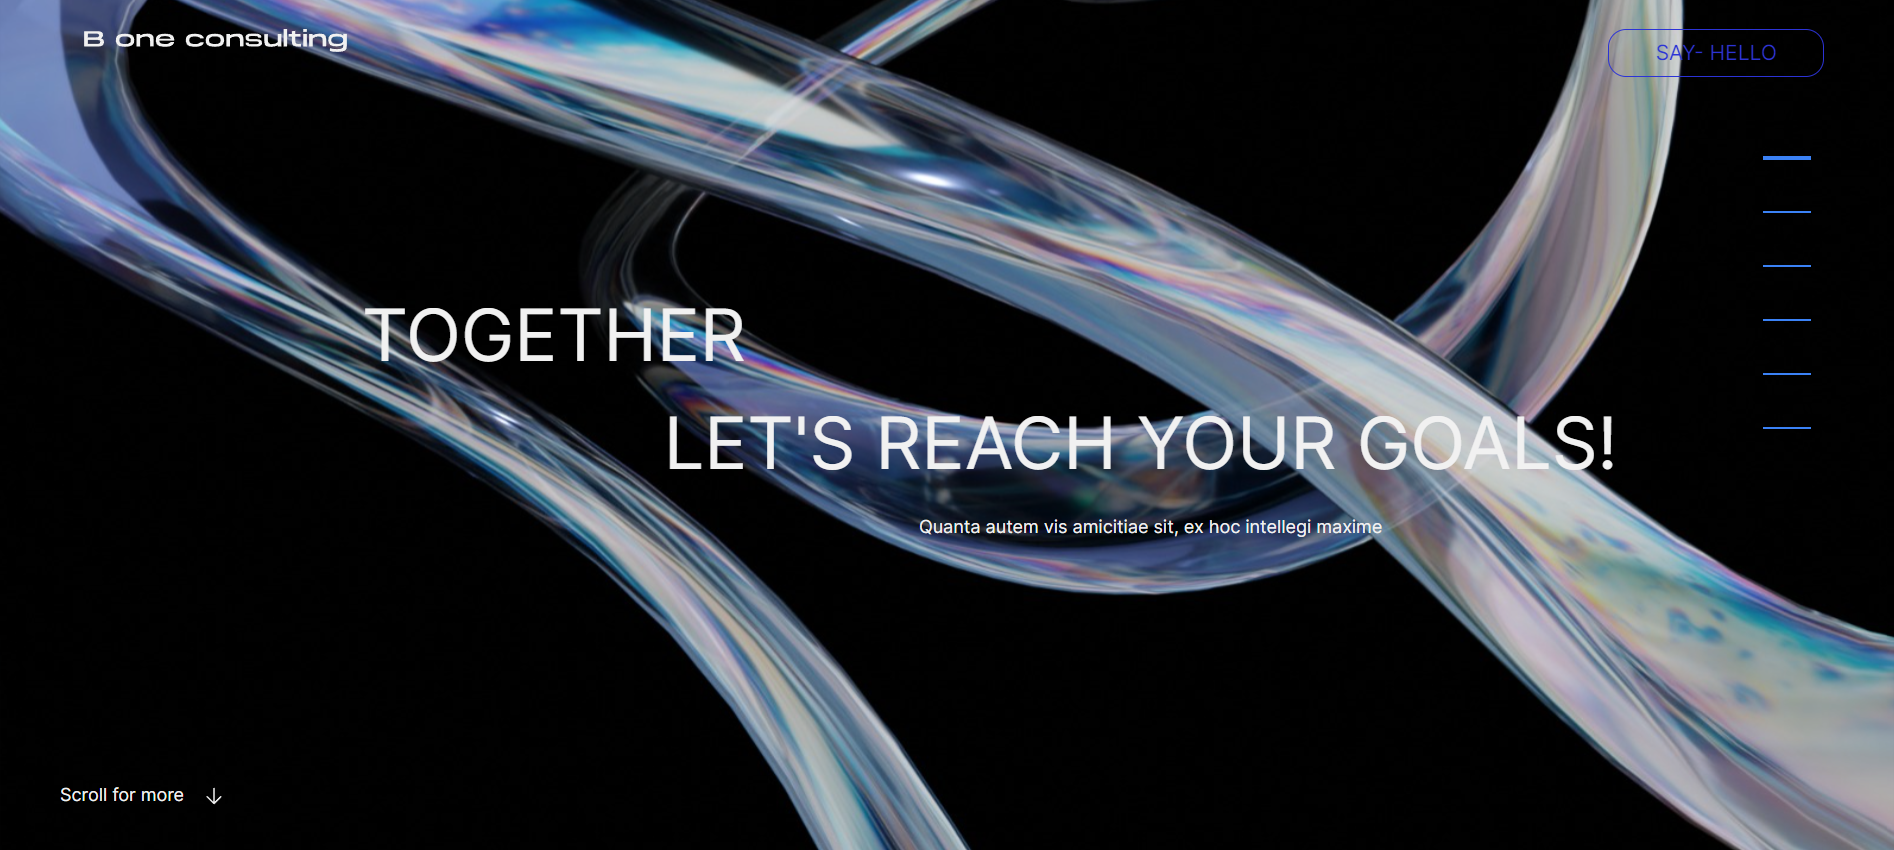 B one consulting
SAY- HELLO
TOGETHER
LET'S REACH YOUR GOALS!
Quanta autem vis amicitiae sit, ex hoc intellegi maxime
Scroll for more